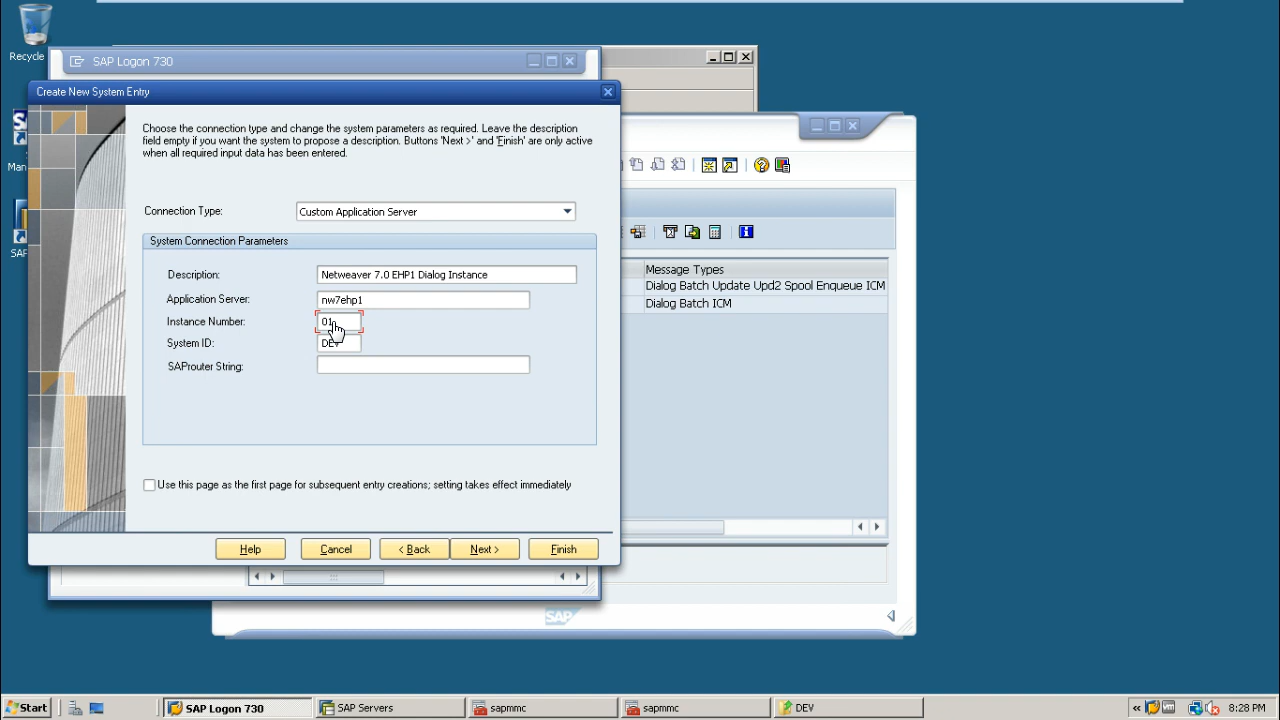 Recycle
SAP Logon 730
Create New System Entry
Choose the connection type and change the system parameters as required. Leave the description
field empty if you want the system to propose a description. Buttons 'Next >' and 'Finish' are only active
when all required input data has been entered.
Man
SAP
Connection Type:
Custom Application Server
System Connection Parameters
Description:
Netweaver 7.0 EHP1 Dialog Instance
Application Server:
nw7ehp1
Instance Number:
01
System ID:
DEV
SAProuter String:
Use this page as the first page for subsequent entry creations; setting takes effect immediately
Help
Cancel
< Back
Next >
Finish
Message Types
Dialog Batch Update Upd2 Spool Enqueue ICM
Dialog Batch ICM
SAP
Start
SAP Logon 730
SAP Servers
sapmmc
sapmmc
DEV
«
8:28 PM